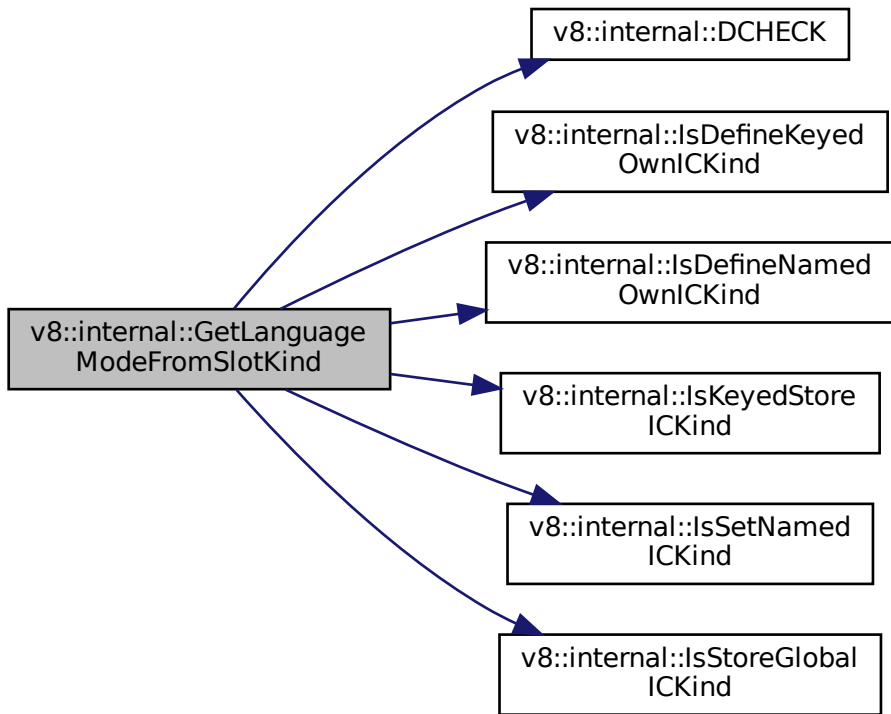 v8::internal::DCHECK
v8::internal::IsDefineKeyed
OwnICKind
v8::internal::IsDefineNamed
OwnICKind
v8::internal::GetLanguage
ModeFromSlotKind
v8::internal::IsKeyedStore
ICKind
v8::internal::IsSetNamed
ICKind
v8::internal::IsStoreGlobal
ICKind